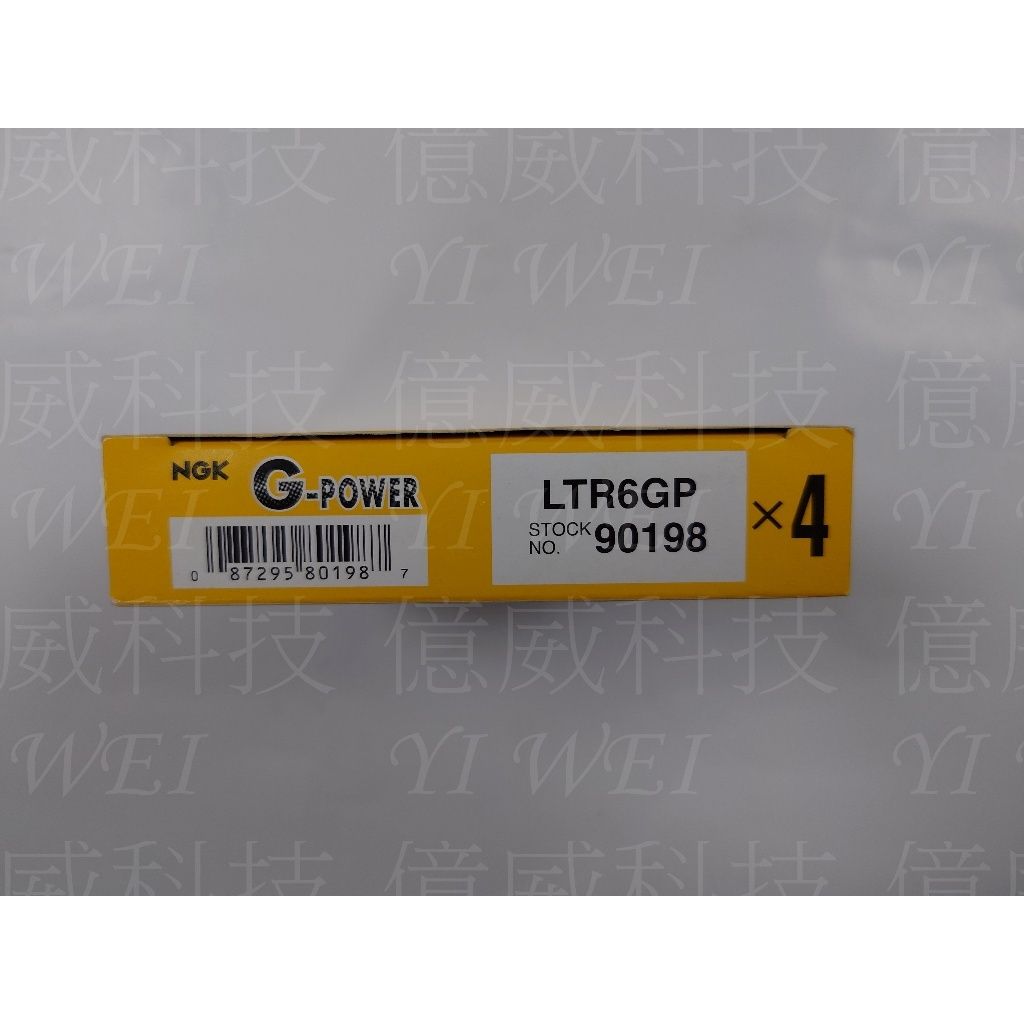 威科技 億威科技 億
YI WEI YI WEI YI
威科技 億威科技 億
NGK G-POWER
LTR6GP
STOCK NO. 90198
×4
0 87295 80198 7
威科技 億威科技 億
YI WEI YI WEI YI
威科技 億威科技 億